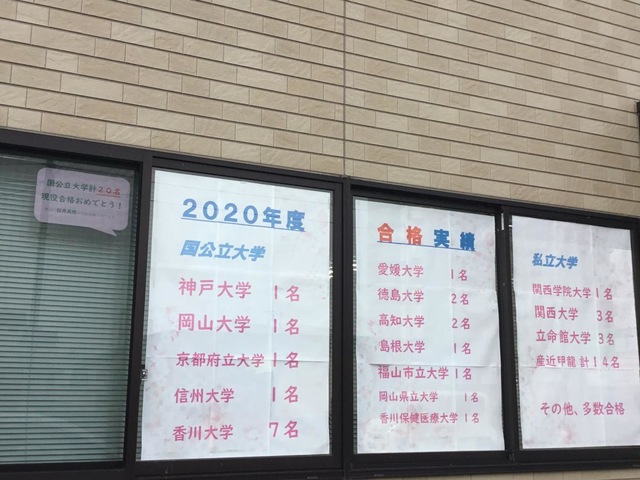 国公立大学計20名
現役合格おめでとう!
2020年度
国公立大学
神戸大学 1名
岡山大学 1名
京都府立大学 1名
信州大学 1名
香川大学 7名
合格実績
愛媛大学 1名
徳島大学 2名
高知大学 2名
島根大学 1名
福山市立大学 1名
岡山県立大学 1名
香川保健医療大学 1名
私立大学
関西学院大学 1名
関西大学 3名
立命館大学 3名
産近甲龍 計14名
その他、多数合格